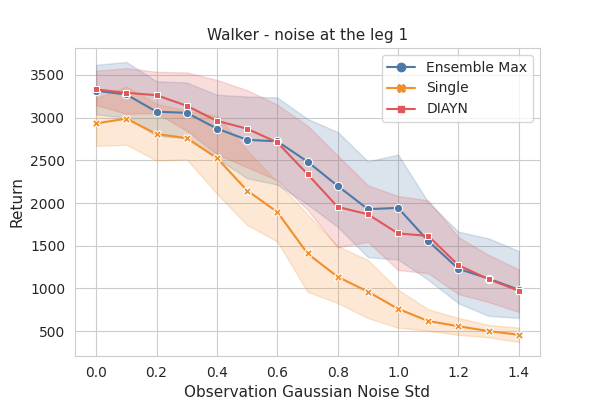 Walker - noise at the leg 1
Ensemble Max
Single
DIAYN
Return
3500
3000
2500
2000
1500
1000
500
0.0 0.2 0.4 0.6 0.8 1.0 1.2 1.4
Observation Gaussian Noise Std